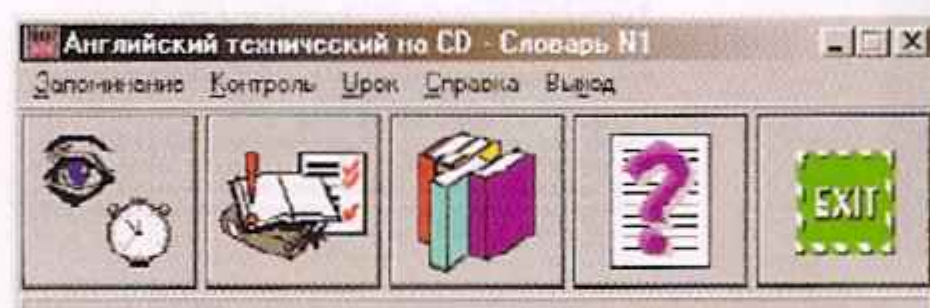 Английский технический на CD - Словарь N1
Запоминание Контроль Урок Справка Выход
EXIT